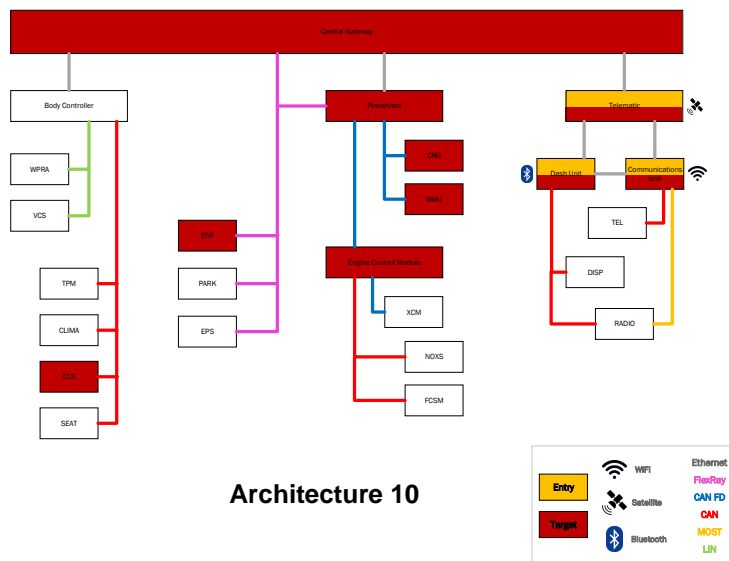 Central Gateway
Body Controller
Powertrain
Telematic
CRG
WPRA
Dash Unit
Communications
Unit
BMU
VCS
TEL
ESP
Engine Control Module
DISP
TPM
PARK
XCM
CLIMA
EPS
RADIO
NOXS
CLS
FCSM
SEAT
Architecture 10
Entry
Target
WiFi
Satellite
Bluetooth
Ethernet
FlexRay
CAN FD
CAN
MOST
LIN